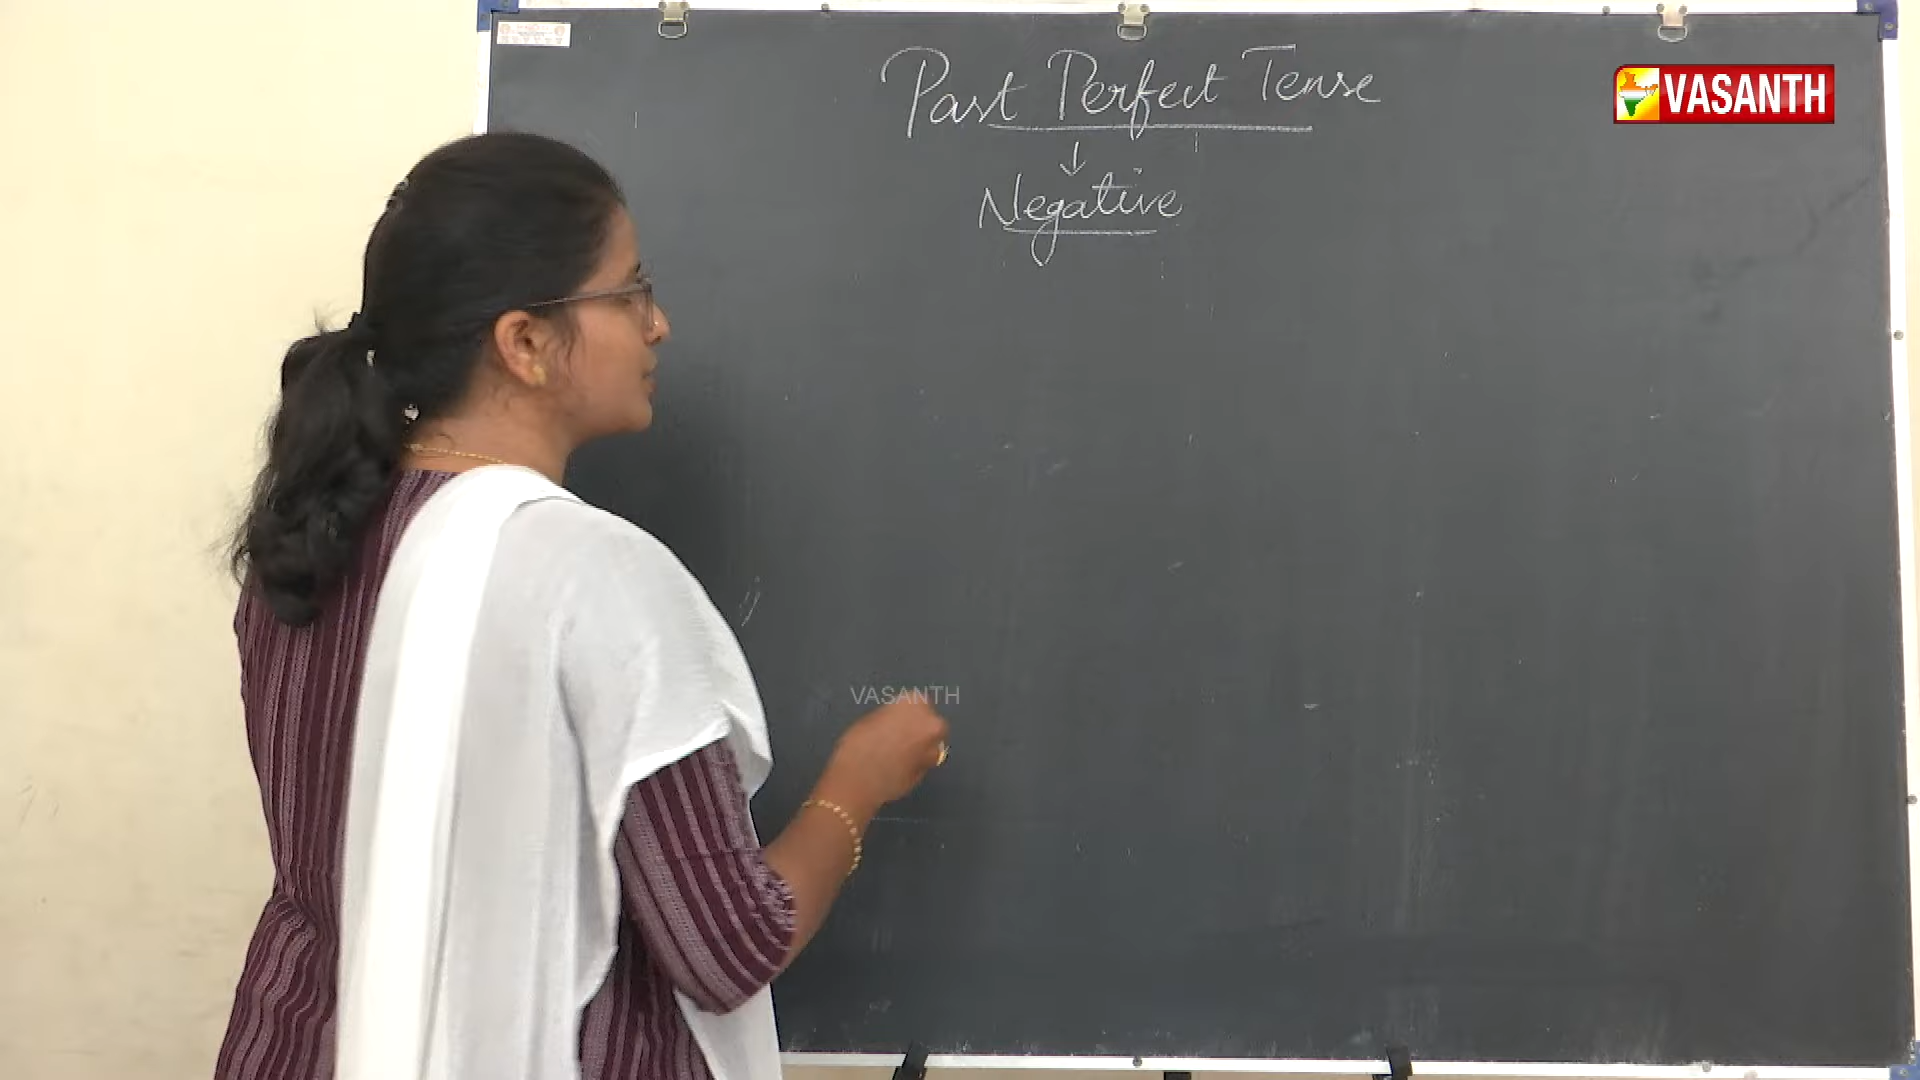 Past Perfect Tense
↓
Negative
VASANTH
VASANTH